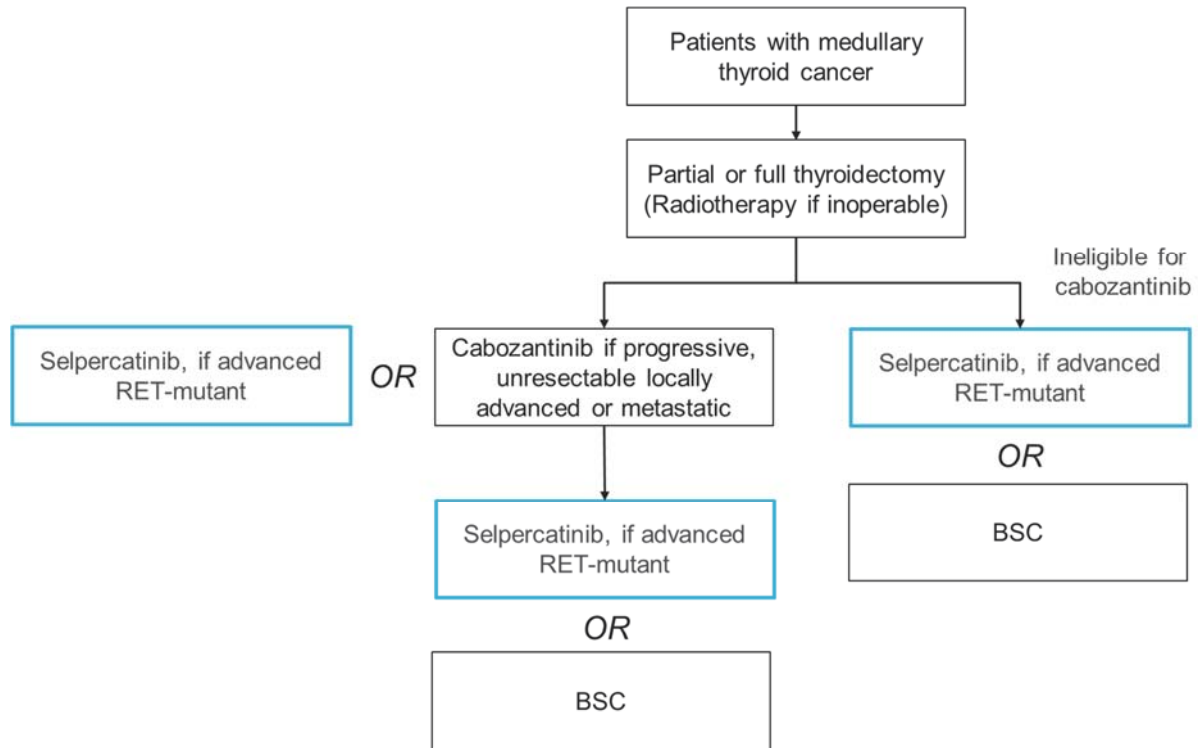 Patients with medullary
thyroid cancer
Partial or full thyroidectomy
(Radiotherapy if inoperable)
Ineligible for
cabozantinib
Selpercatinib, if advanced
RET-mutant
OR
Cabozantinib if progressive,
unresectable locally
advanced or metastatic
Selpercatinib, if advanced
RET-mutant
OR
BSC
Selpercatinib, if advanced
RET-mutant
OR
BSC